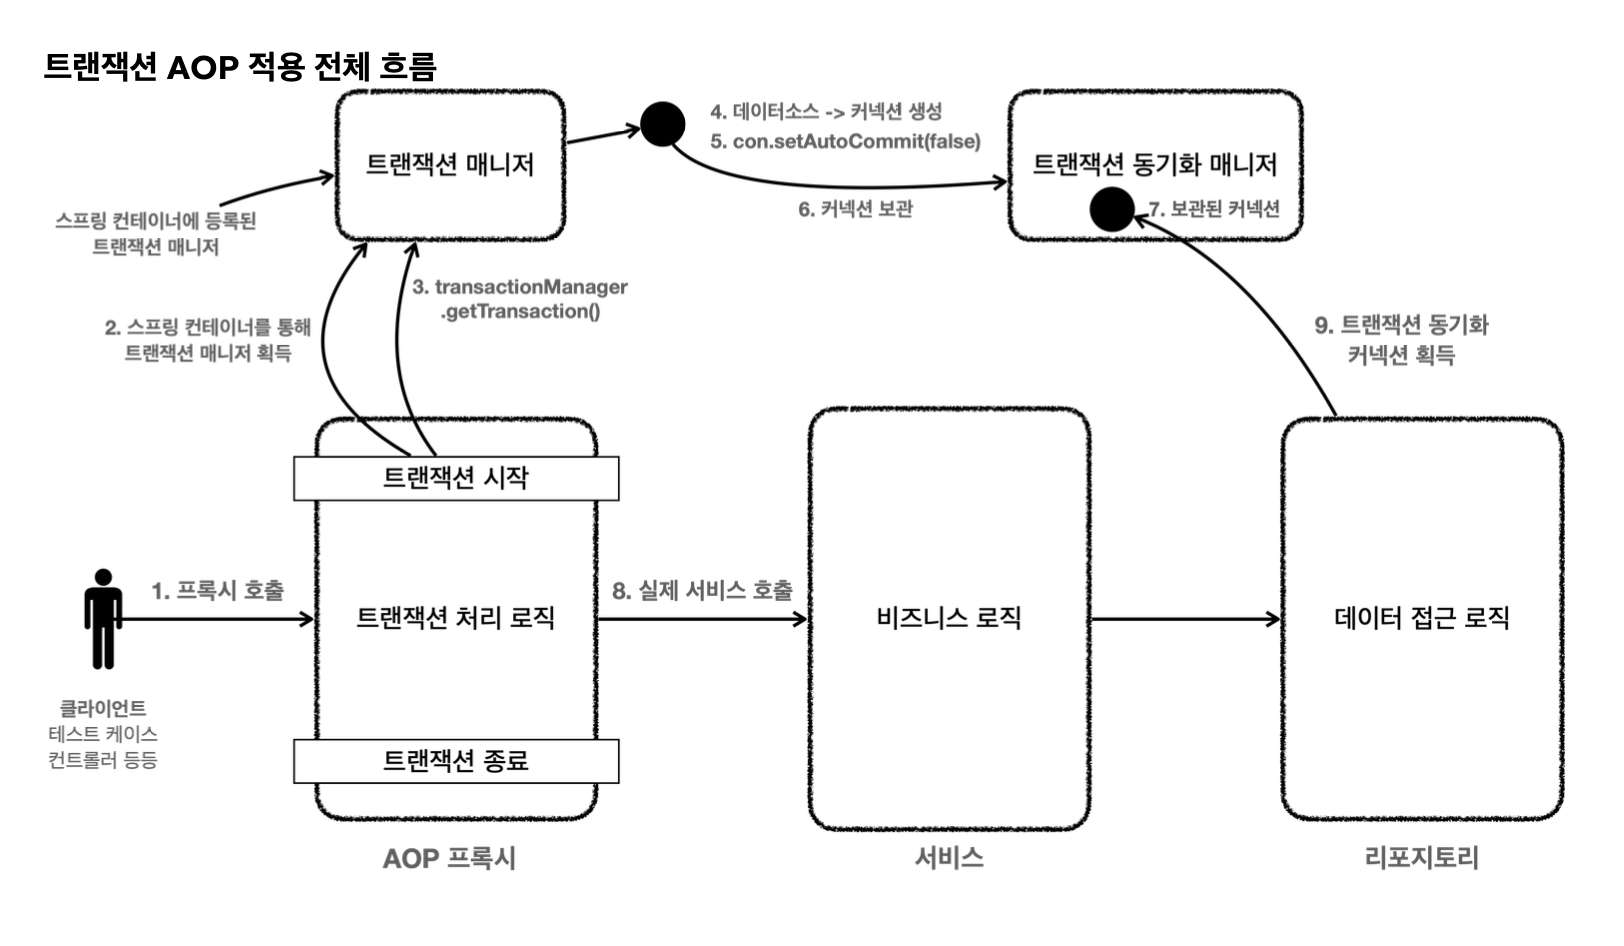 트랜잭션 AOP 적용 전체 흐름
트랜잭션 매니저
4. 데이터소스 -> 커넥션 생성
5. con.setAutoCommit(false)
6. 커넥션 보관
트랜잭션 동기화 매니저
7. 보관된 커넥션
스프링 컨테이너에 등록된
트랜잭션 매니저
2. 스프링 컨테이너를 통해
트랜잭션 매니저 획득
3. transactionManager
.getTransaction()
9. 트랜잭션 동기화
커넥션 획득
트랜잭션 시작
1. 프록시 호출
트랜잭션 처리 로직
8. 실제 서비스 호출
비즈니스 로직
데이터 접근 로직
클라이언트
테스트 케이스
컨트롤러 등등
트랜잭션 종료
AOP 프록시
서비스
리포지토리